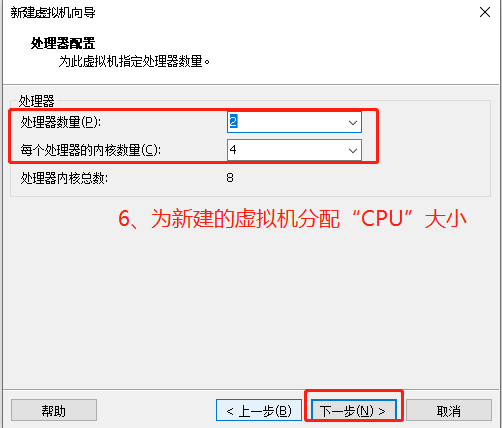 新建虚拟机向导
处理器配置
为此虚拟机指定处理器数量。
处理器
处理器数量(P): 2
每个处理器的内核数量(C): 4
处理器内核总数: 8
6、为新建的虚拟机分配“CPU”大小
帮助 < 上一步(B) 下一步(N) > 取消